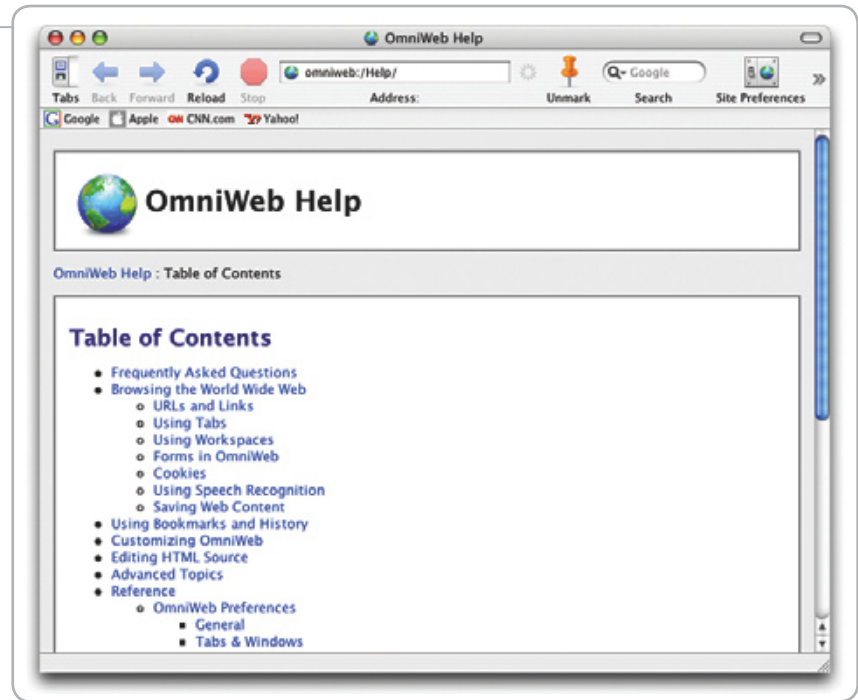 OmniWeb Help
omniweb:/Help/
Google
Tabs Back Forward Reload Stop Address: Unmark Search Site Preferences
Google Apple CNN CNN.com Y! Yahoo!
OmniWeb Help
OmniWeb Help : Table of Contents
Table of Contents
Frequently Asked Questions
Browsing the World Wide Web
URLs and Links
Using Tabs
Using Workspaces
Forms in OmniWeb
Cookies
Using Speech Recognition
Saving Web Content
Using Bookmarks and History
Customizing OmniWeb
Editing HTML Source
Advanced Topics
Reference
OmniWeb Preferences
General
Tabs & Windows